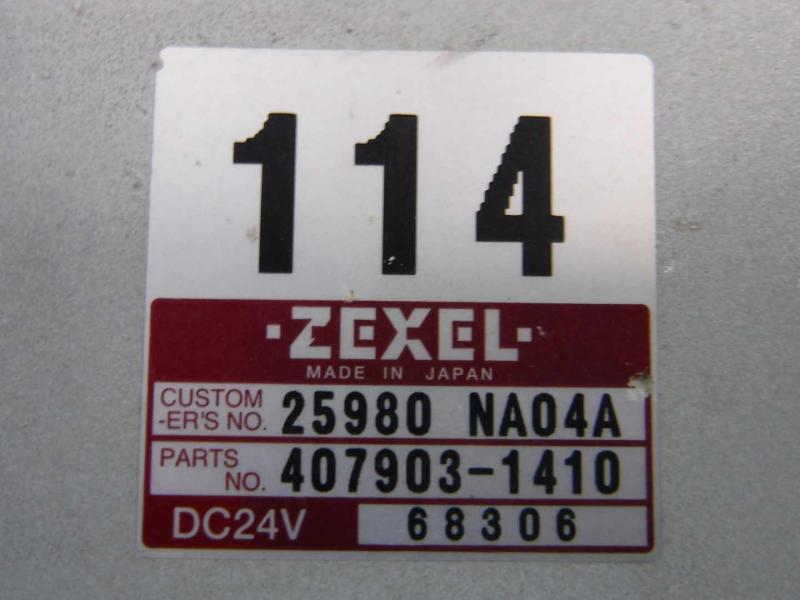 114
·ZEXEL·
MADE IN JAPAN
CUSTOM
-ER'S NO. 25980 NA04A
PARTS
NO. 407903-1410
DC24V 68306